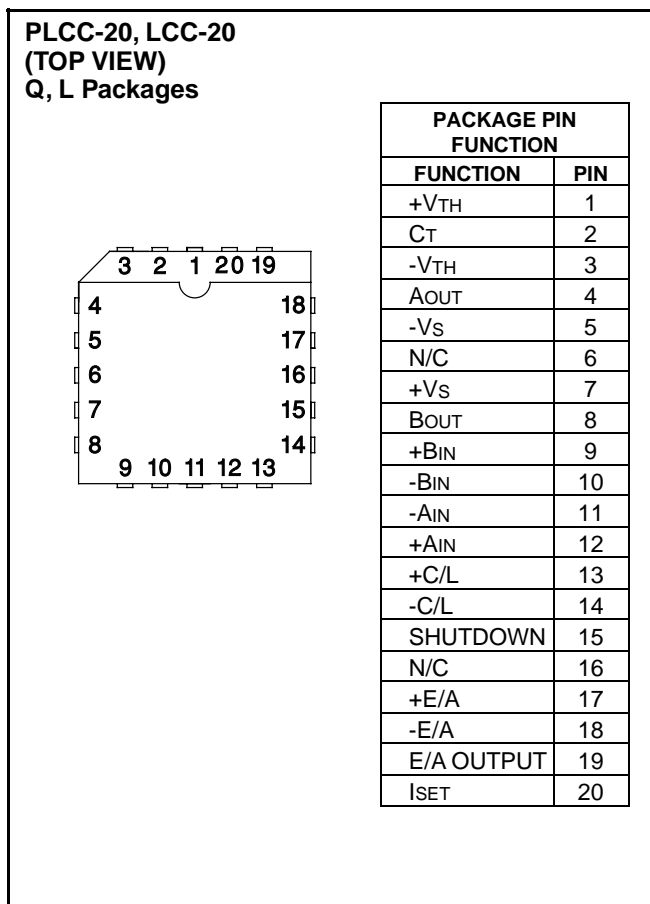 PLCC-20, LCC-20
(TOP VIEW)
Q, L Packages
3 2 1 20 19
4 18
5 17
6 16
7 15
8 14
9 10 11 12 13
PACKAGE PIN
FUNCTION
FUNCTION PIN
+VTH 1
CT 2
-VTH 3
AOUT 4
-VS 5
N/C 6
+VS 7
BOUT 8
+BIN 9
-BIN 10
-AIN 11
+AIN 12
+C/L 13
-C/L 14
SHUTDOWN 15
N/C 16
+E/A 17
-E/A 18
E/A OUTPUT 19
ISET 20